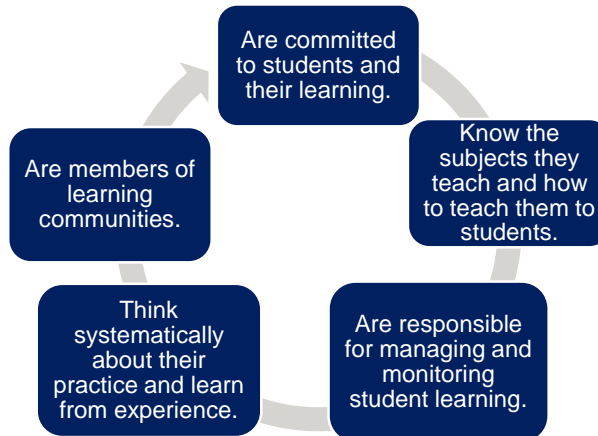 Are committed
to students and
their learning.
Know the
subjects they
teach and how
to teach them to
students.
Are responsible
for managing and
monitoring
student learning.
Think
systematically
about their
practice and learn
from experience.
Are members of
learning
communities.